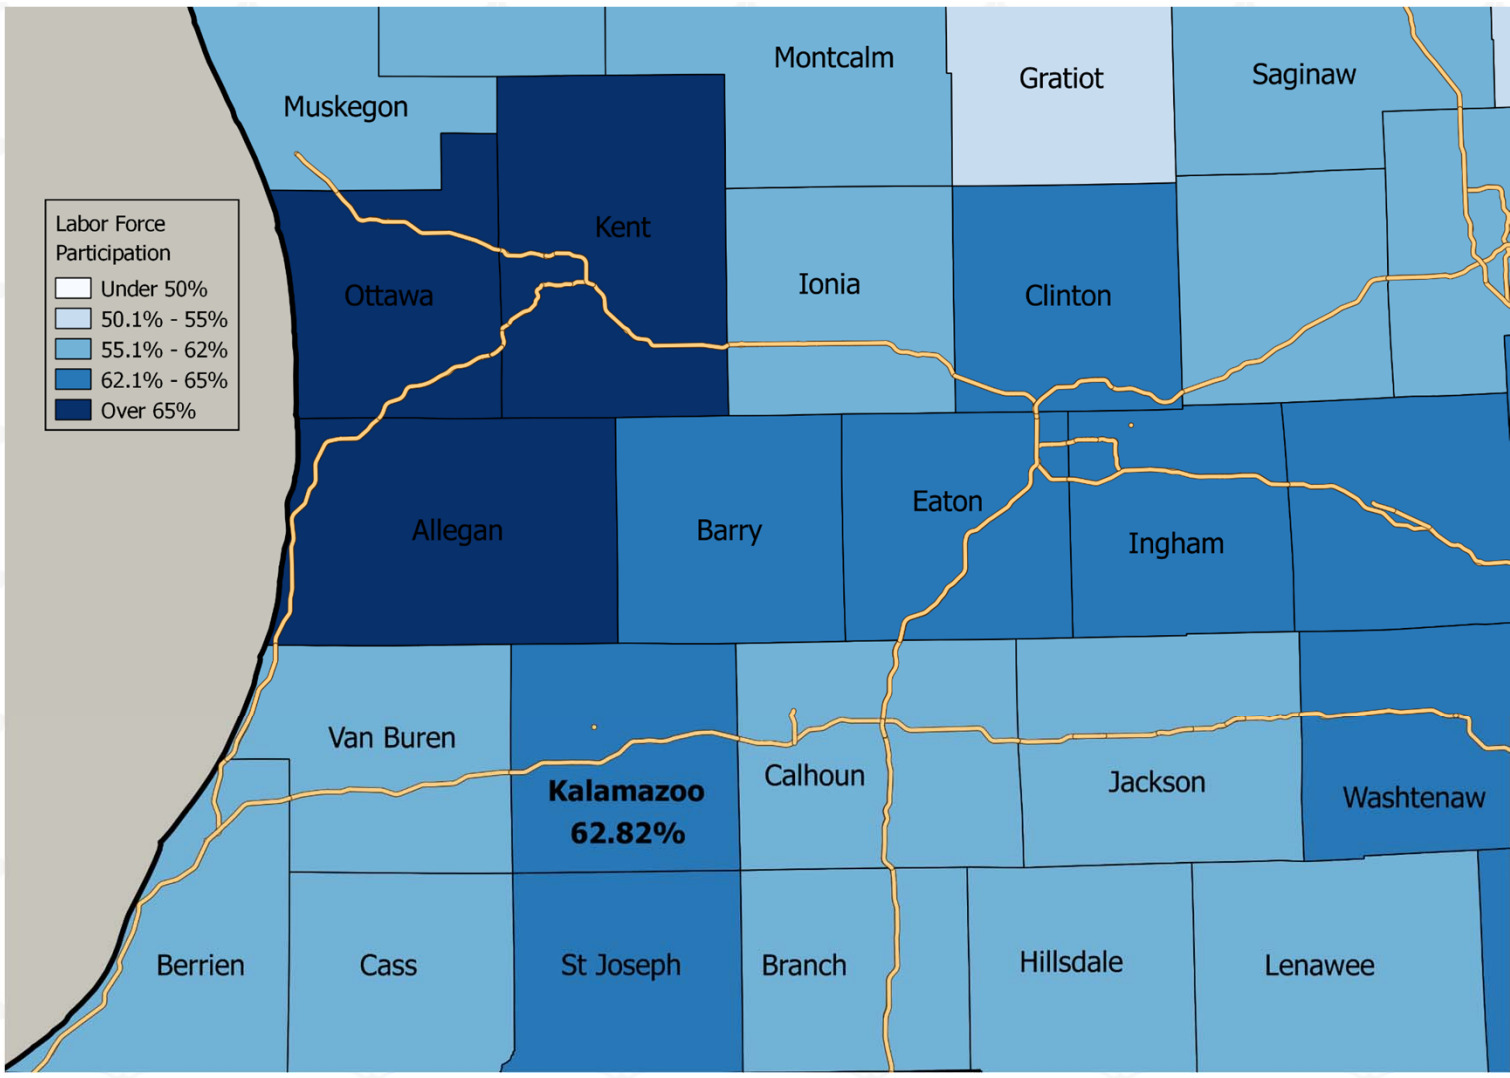 Montcalm
Gratiot
Saginaw
Muskegon
Labor Force
Participation
Under 50%
50.1% - 55%
55.1% - 62%
62.1% - 65%
Over 65%
Kent
Ottawa
Ionia
Clinton
Allegan
Barry
Eaton
Ingham
Van Buren
Kalamazoo
62.82%
Calhoun
Jackson
Washtenaw
Berrien
Cass
St Joseph
Branch
Hillsdale
Lenawee